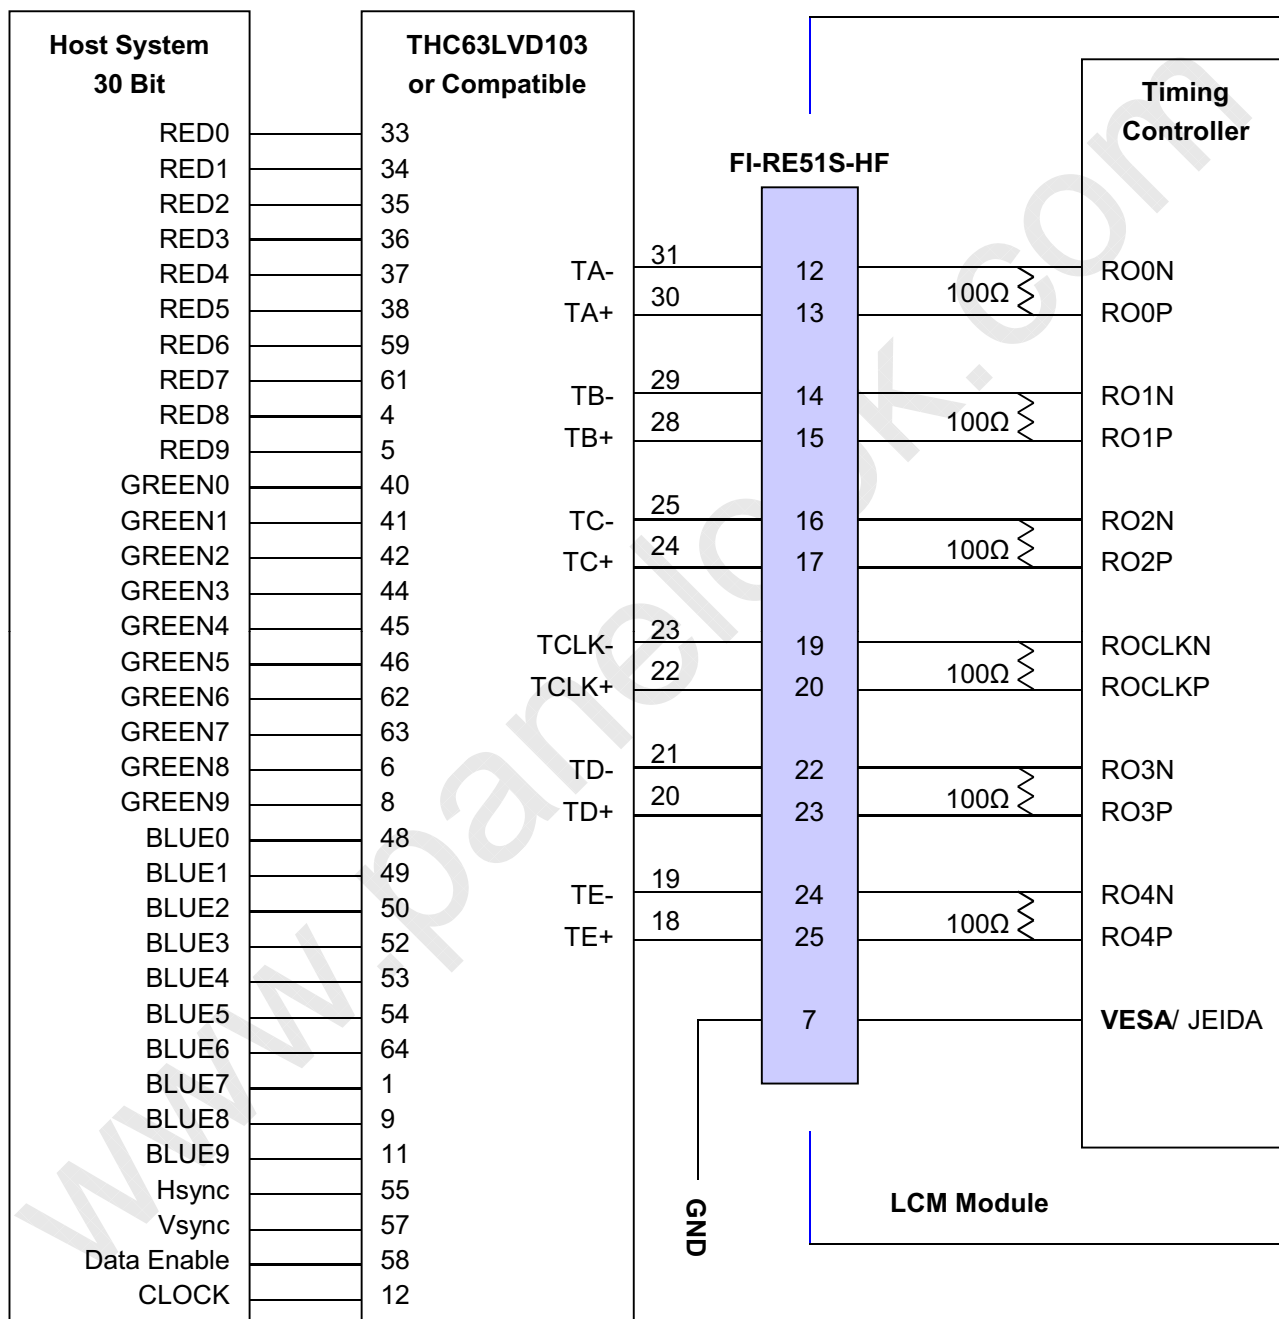 Host System
30 Bit
RED0
RED1
RED2
RED3
RED4
RED5
RED6
RED7
RED8
RED9
GREEN0
GREEN1
GREEN2
GREEN3
GREEN4
GREEN5
GREEN6
GREEN7
GREEN8
GREEN9
BLUE0
BLUE1
BLUE2
BLUE3
BLUE4
BLUE5
BLUE6
BLUE7
BLUE8
BLUE9
Hsync
Vsync
Data Enable
CLOCK
THC63LVD103
or Compatible
33
34
35
36
37
38
59
61
4
5
40
41
42
44
45
46
62
63
6
8
48
49
50
52
53
54
64
1
9
11
55
57
58
12
TA-
TA+
TB-
TB+
TC-
TC+
TCLK-
TCLK+
TD-
TD+
TE-
TE+
31
30
29
28
25
24
23
22
21
20
19
18
GND
FI-RE51S-HF
12
13
14
15
16
17
19
20
22
23
24
25
7
100Ω
100Ω
100Ω
100Ω
100Ω
100Ω
Timing
Controller
RO0N
RO0P
RO1N
RO1P
RO2N
RO2P
ROCLKN
ROCLKP
RO3N
RO3P
RO4N
RO4P
VESA/ JEIDA
LCM Module
www.panelook.com